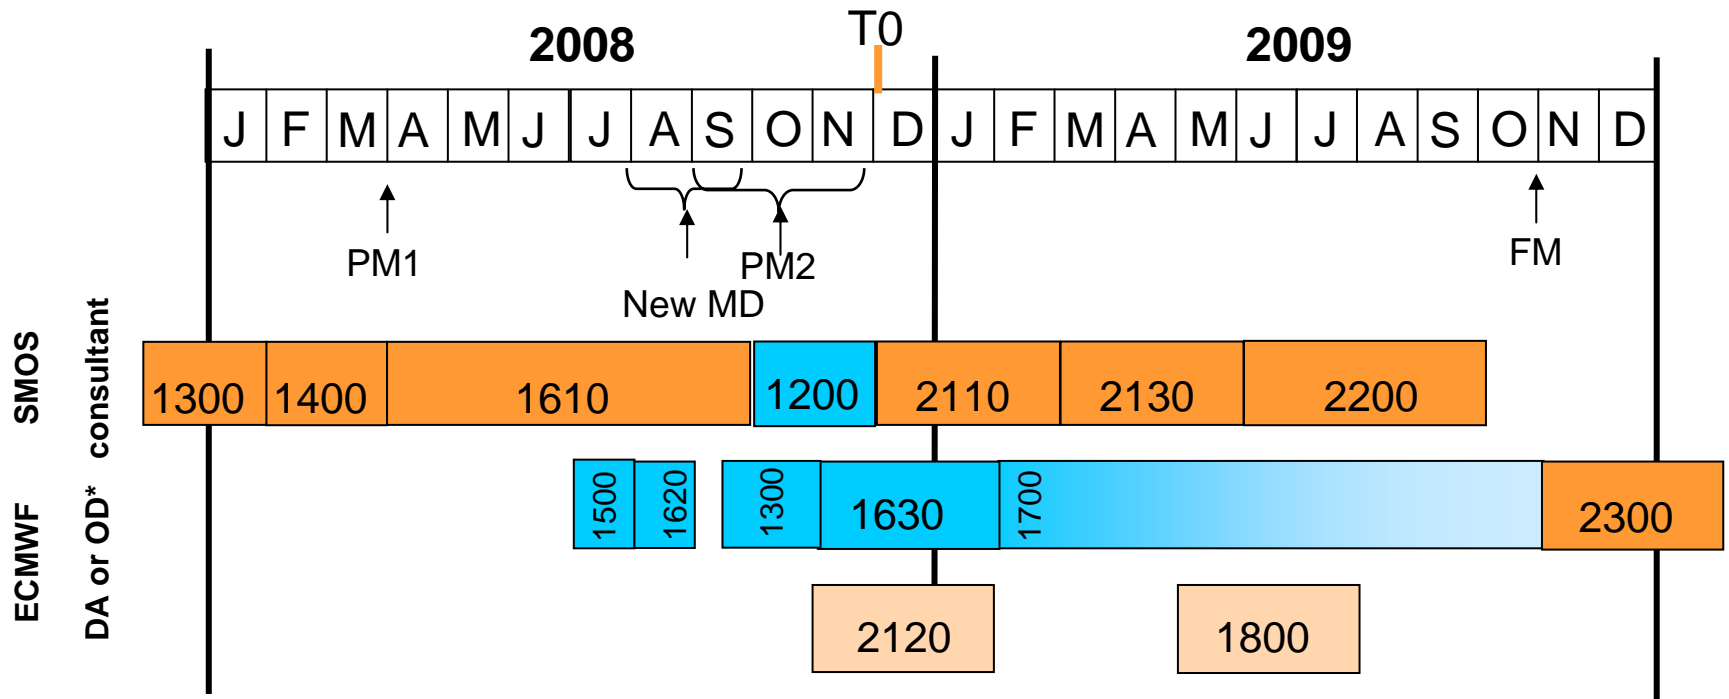 T0
2008 2009
J F M A M J J A S O N D J F M A M J J A S O N D
PM1
PM2
FM
New MD
SMOS
consultant
1300 1400 1610 1200 2110 2130 2200
ECMWF
DA or OD*
1500 1620 1300 1630 1700 2300
2120 1800